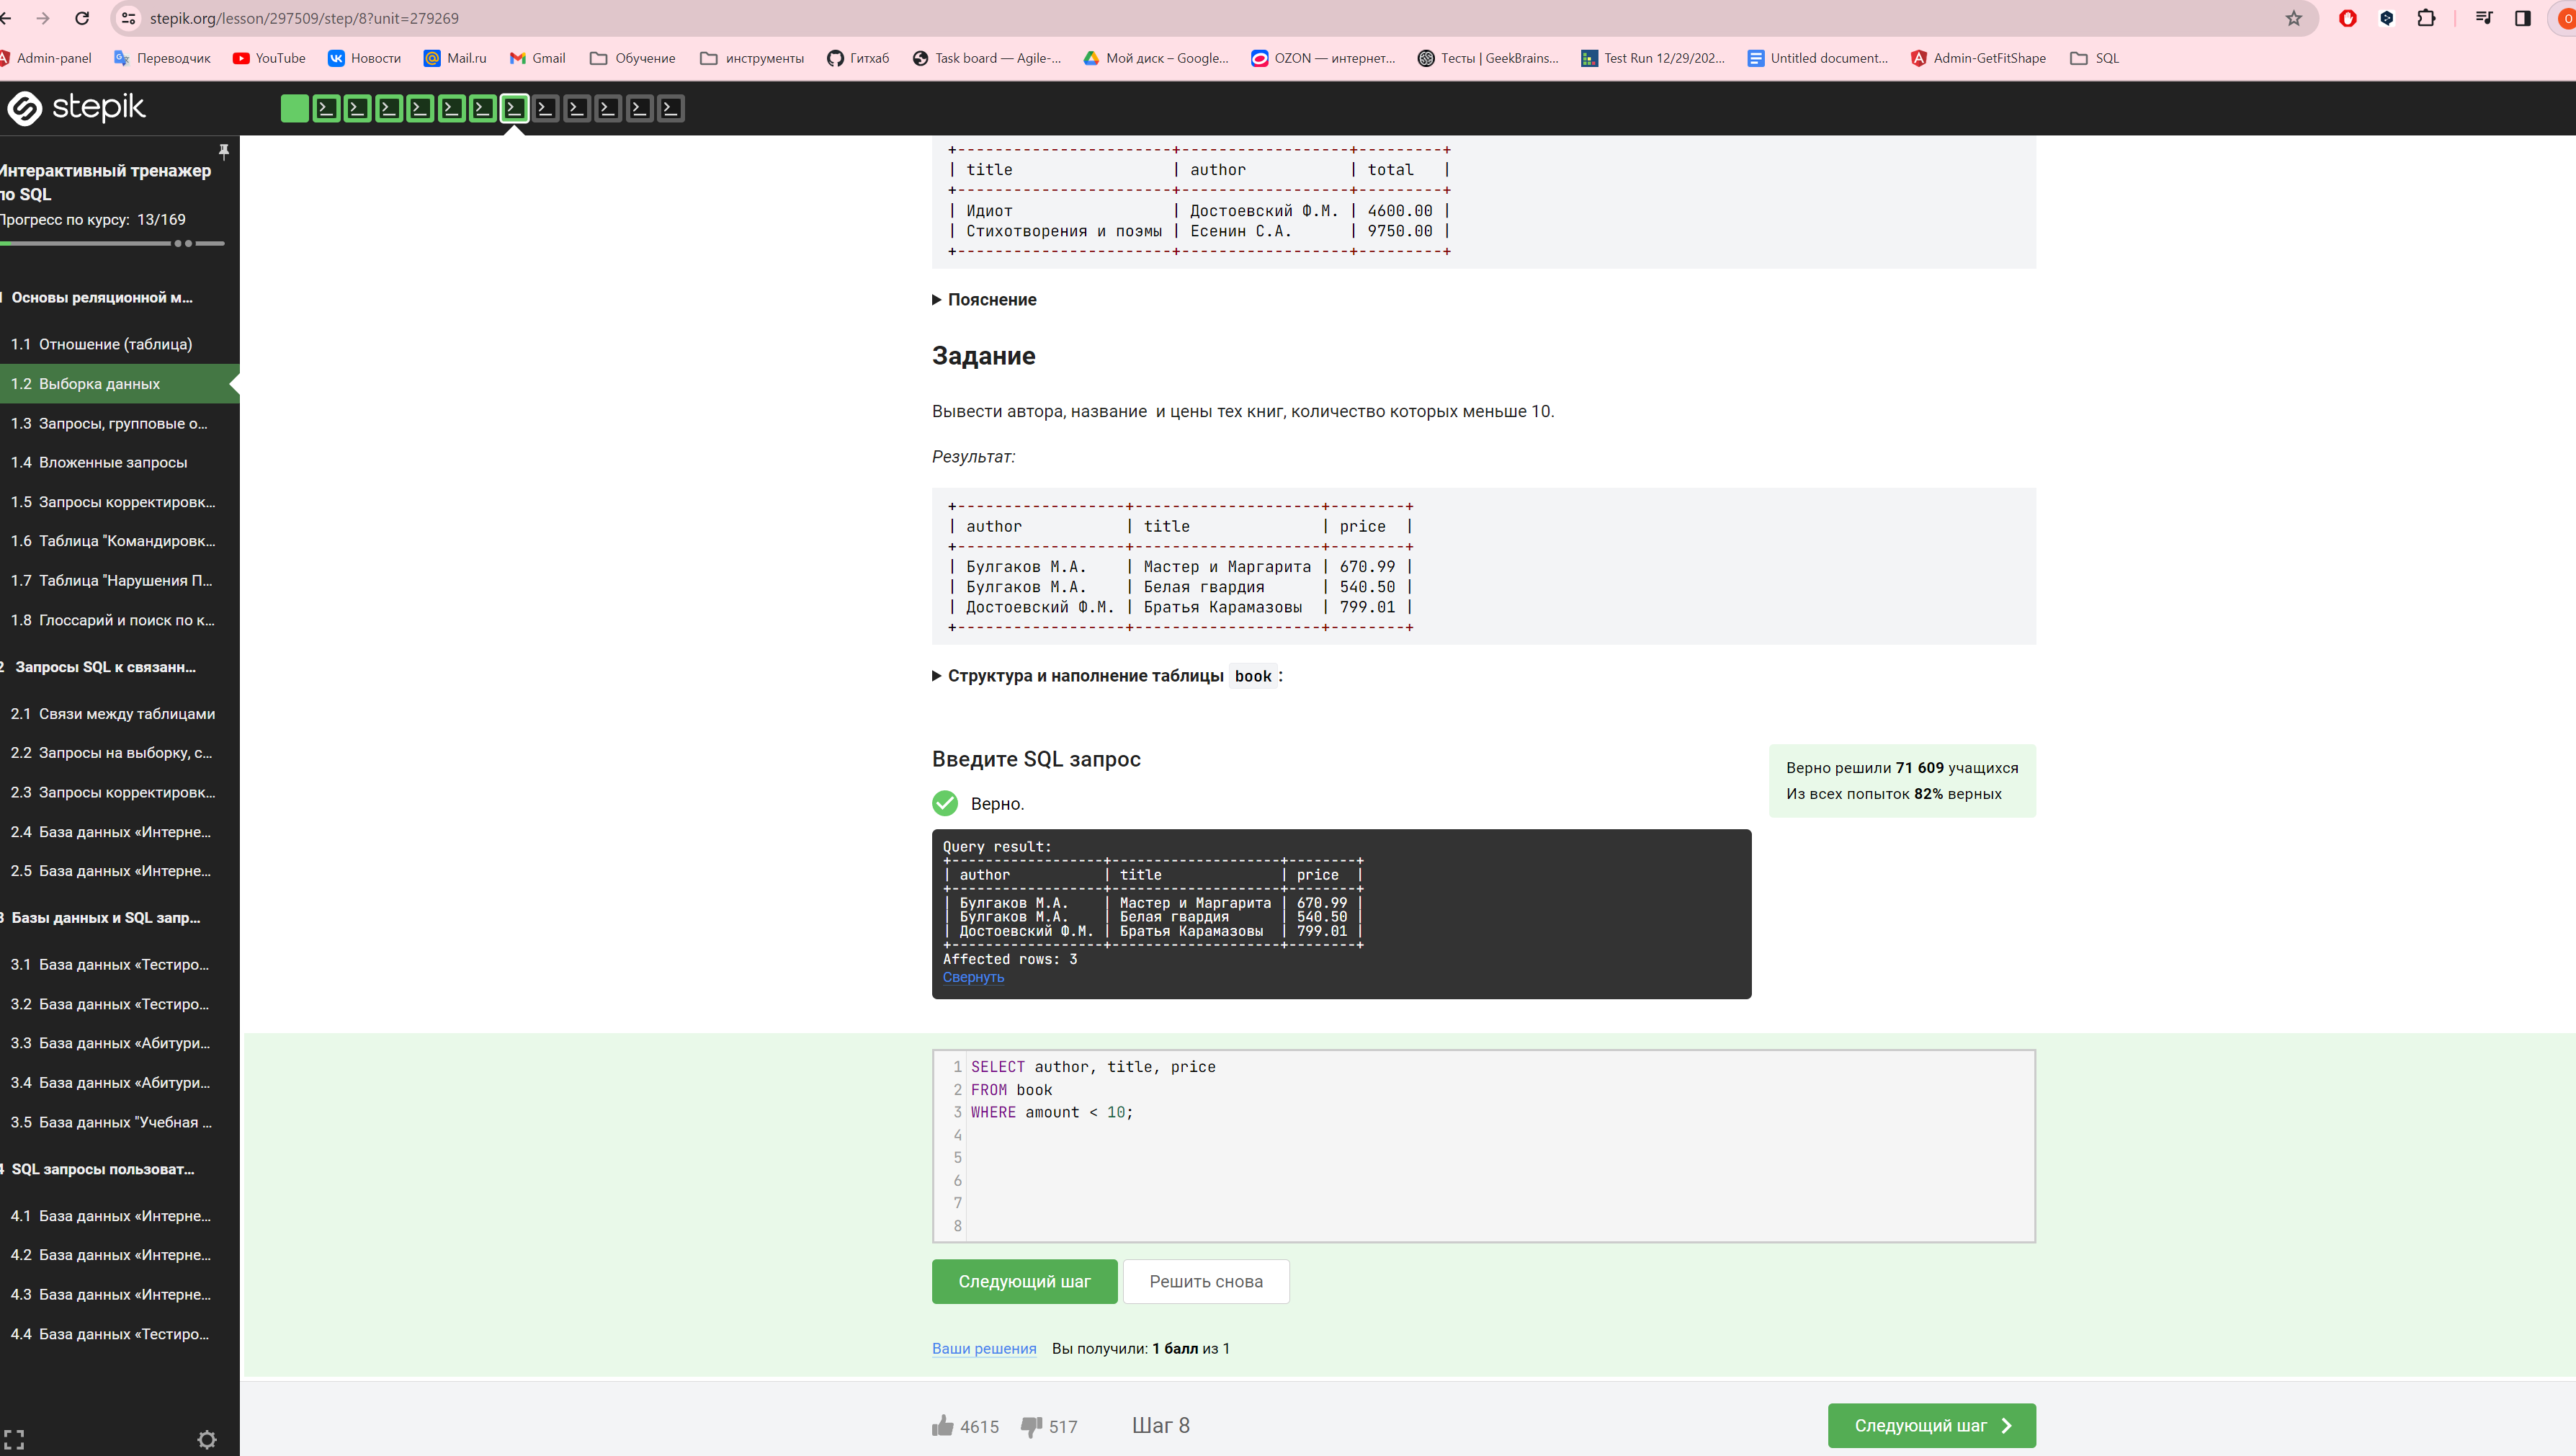 stepik.org/lesson/297509/step/8?unit=279269
Admin-panel Переводчик YouTube Новости Mail.ru Gmail Обучение инструменты Гитхаб Task board — Agile-... Мой диск – Google... OZON — интернет... Тесты | GeekBrains... Test Run 12/29/202... Untitled document... Admin-GetFitShape SQL
stepik
Интерактивный тренажер
по SQL
Прогресс по курсу: 13/169
1 Основы реляционной м...
1.1 Отношение (таблица)
1.2 Выборка данных
1.3 Запросы, групповые о...
1.4 Вложенные запросы
1.5 Запросы корректировк...
1.6 Таблица "Командировк...
1.7 Таблица "Нарушения П...
1.8 Глоссарий и поиск по к...
2 Запросы SQL к связанн...
2.1 Связи между таблицами
2.2 Запросы на выборку, с...
2.3 Запросы корректировк...
2.4 База данных «Интерне...
2.5 База данных «Интерне...
3 Базы данных и SQL запр...
3.1 База данных «Тестиро...
3.2 База данных «Тестиро...
3.3 База данных «Абитури...
3.4 База данных «Абитури...
3.5 База данных "Учебная ...
4 SQL запросы пользоват...
4.1 База данных «Интерне...
4.2 База данных «Интерне...
4.3 База данных «Интерне...
4.4 База данных «Тестиро...
+-----------------------+-----------------+---------+
| title                 | author          | total   |
+-----------------------+-----------------+---------+
| Идиот                 | Достоевский Ф.М. | 4600.00 |
| Стихотворения и поэмы | Есенин С.А.      | 9750.00 |
+-----------------------+-----------------+---------+
Пояснение
Задание
Вывести автора, название и цены тех книг, количество которых меньше 10.
Результат:
+------------------+--------------------+--------+
| author           | title              | price  |
+------------------+--------------------+--------+
| Булгаков М.А.    | Мастер и Маргарита | 670.99 |
| Булгаков М.А.    | Белая гвардия      | 540.50 |
| Достоевский Ф.М. | Братья Карамазовы  | 799.01 |
+------------------+--------------------+--------+
Структура и наполнение таблицы book :
Введите SQL запрос
Верно решили 71 609 учащихся
Из всех попыток 82% верных
Верно.
Query result:
+------------------+--------------------+--------+
| author           | title              | price  |
+------------------+--------------------+--------+
| Булгаков М.А.    | Мастер и Маргарита | 670.99 |
| Булгаков М.А.    | Белая гвардия      | 540.50 |
| Достоевский Ф.М. | Братья Карамазовы  | 799.01 |
+------------------+--------------------+--------+
Affected rows: 3
Свернуть
1 SELECT author, title, price
2 FROM book
3 WHERE amount < 10;
4
5
6
7
8
Следующий шаг Решить снова
Ваши решения Вы получили: 1 балл из 1
4615 517 Шаг 8 Следующий шаг